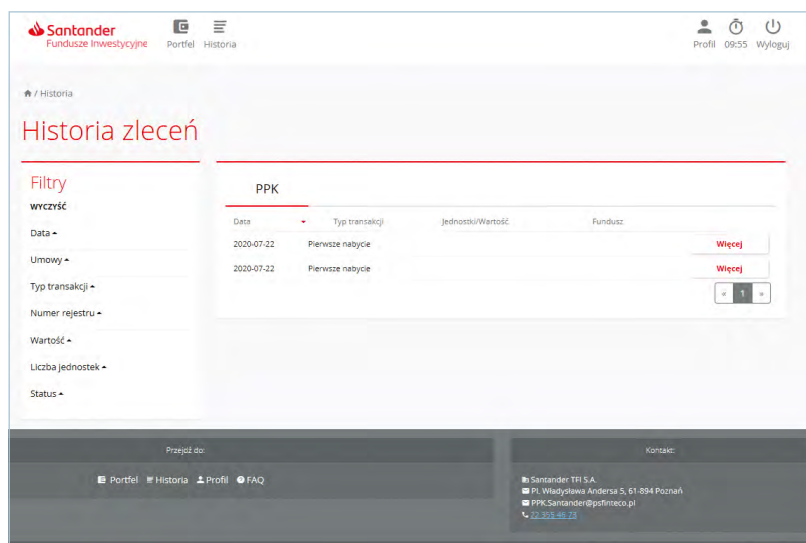 Santander
Fundusze Inwestycyjne
Portfel Historia
Profil 09:55 Wyloguj
/ Historia
Historia zleceń
Filtry
WYCZYŚĆ
Data
Umowy
Typ transakcji
Numer rejestru
Wartość
Liczba jednostek
Status
PPK
Data Typ transakcji Jednostki/Wartość Fundusz
2020-07-22 Pierwsze nabycie Więcej
2020-07-22 Pierwsze nabycie Więcej
« 1 »
Przejdź do:
Portfel Historia Profil FAQ
Kontakt:
Santander TFI S.A.
Pl. Władysława Andersa 5, 61-894 Poznań
PPK.Santander@psfinteco.pl
22 355 46 73